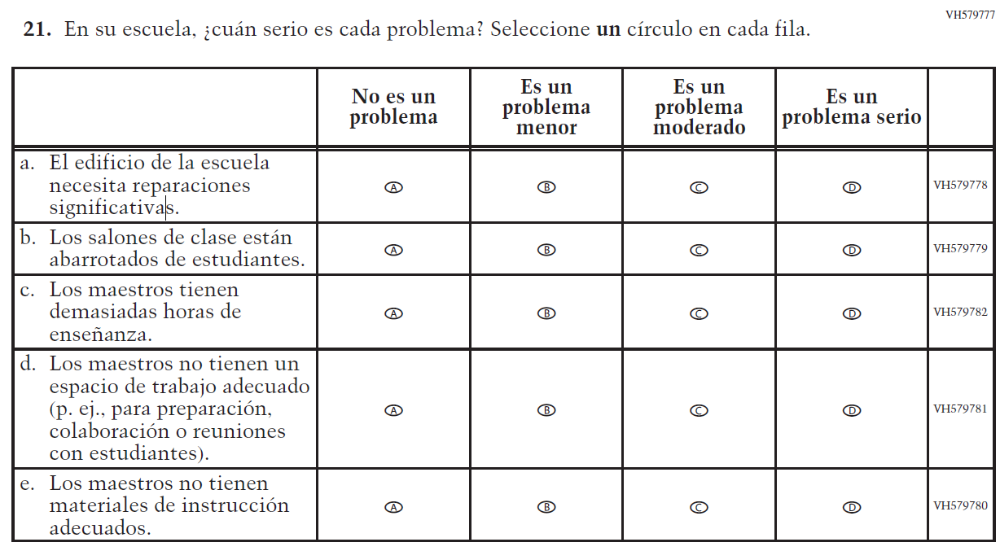 VH579777
21. En su escuela, ¿cuán serio es cada problema? Seleccione un círculo en cada fila.
No es un
problema
Es un
problema
menor
Es un
problema
moderado
Es un
problema serio
a. El edificio de la escuela
necesita reparaciones
significativas.
A B C D VH579778
b. Los salones de clase están
abarrotados de estudiantes.
A B C D VH579779
c. Los maestros tienen
demasiadas horas de
enseñanza.
A B C D VH579782
d. Los maestros no tienen un
espacio de trabajo adecuado
(p. ej., para preparación,
colaboración o reuniones
con estudiantes).
A B C D VH579781
e. Los maestros no tienen
materiales de instrucción
adecuados.
A B C D VH579780